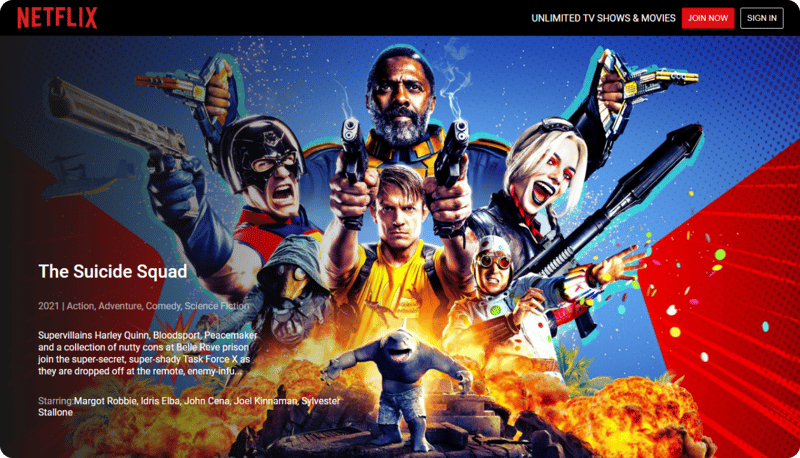 NETFLIX
UNLIMITED TV SHOWS & MOVIES
JOIN NOW
SIGN IN
The Suicide Squad
2021 | Action, Adventure, Comedy, Science Fiction
Supervillains Harley Quinn, Bloodsport, Peacemaker
and a collection of nutty cons at Belle Reve prison
join the super-secret, super-shady Task Force X as
they are dropped off at the remote, enemy-infu...
Starring:Margot Robbie, Idris Elba, John Cena, Joel Kinnaman, Sylvester
Stallone